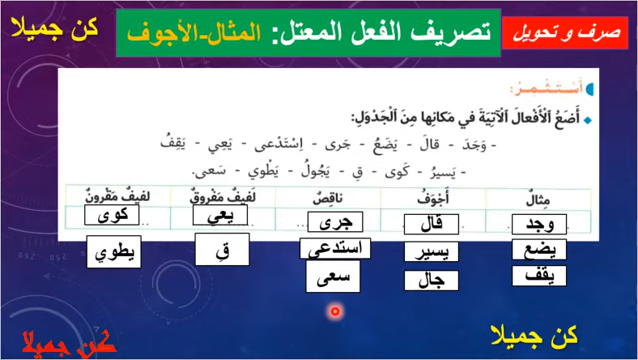 صرف و تحويل
تصريف الفعل المعتل: المثال-الأجوف
كن جميلا
أَسْتَثْمِرُ:
أَضَعُ الْأَفْعالَ الْآتِيَةَ في مَكانِها مِنَ الْجَدْوَلِ:
- وَجَدَ - قالَ - يَضَعُ - جَرى - اِسْتَدْعى - يَعِي - يَقِفُ
- يَسيرُ - كَوى - قِ - يَجُولُ - يَطْوي - سَعى.
مِثالٌ أَجْوَفُ ناقِصٌ لَفيفٌ مَفْروقٌ لَفيفٌ مَقْرونٌ
وجد قال جرى يعي كوى
يضع يسير استدعى قِ يطوي
يقف جال سعى
كن جميلا
كن جميلا